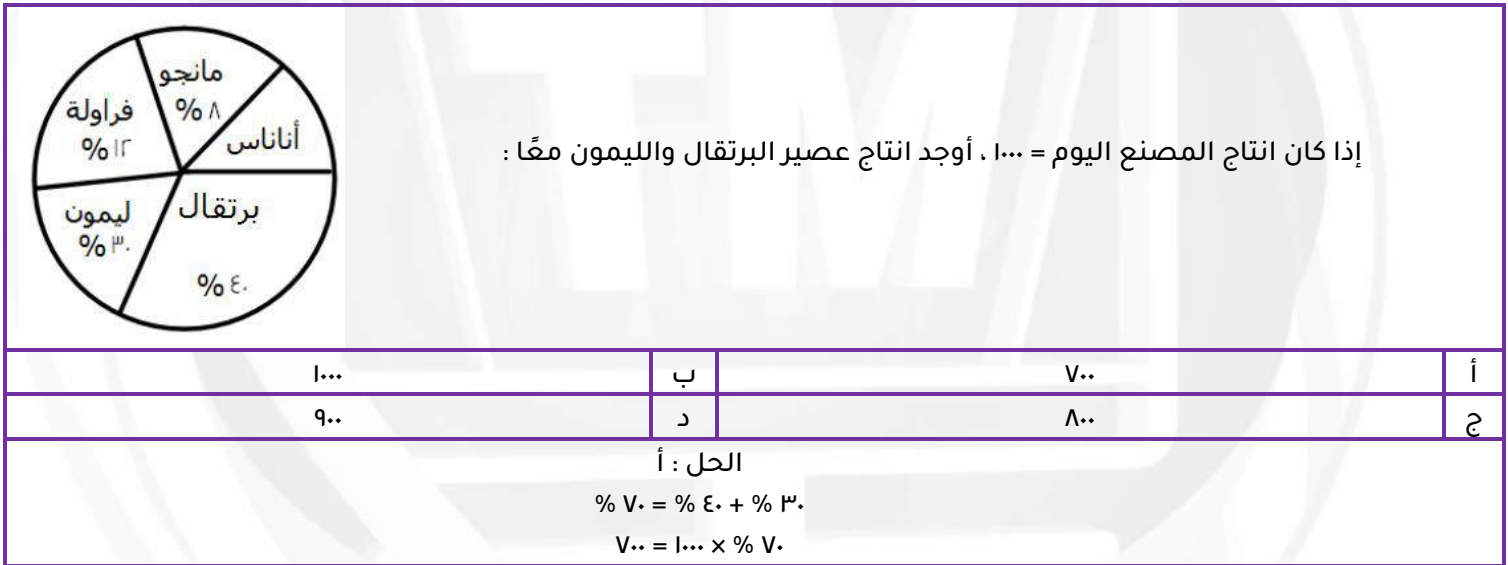 إذا كان انتاج المصنع اليوم = ١٠٠٠ ، أوجد انتاج عصير البرتقال والليمون معًا :
مانجو
٨ %
فراولة
١٢ %
أناناس
ليمون
٣٠ %
برتقال
٤٠ %
أ ٧٠٠ ب ١٠٠٠
ج ٨٠٠ د ٩٠٠
الحل : أ
٣٠ % + ٤٠ % = ٧٠ %
٧٠ % × ١٠٠٠ = ٧٠٠
TM